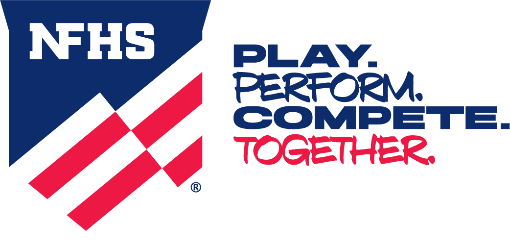 NFHS
®
PLAY.
PERFORM.
COMPETE.
TOGETHER.